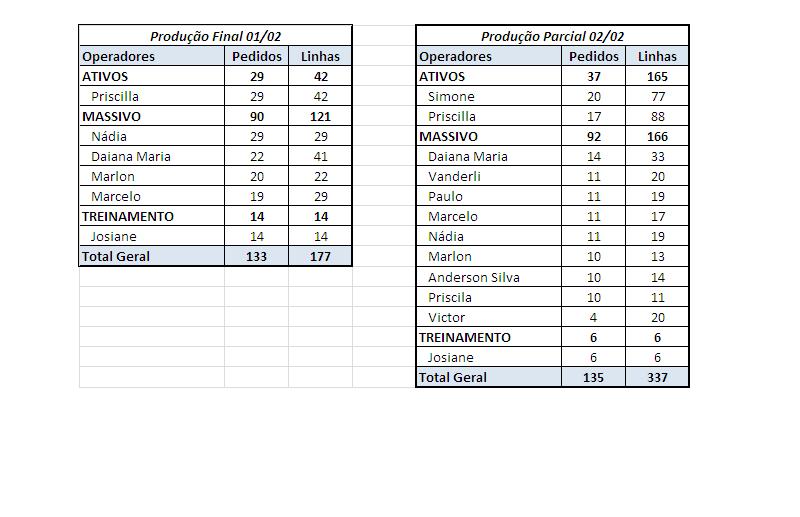 Produção Final 01/02
Operadores Pedidos Linhas
ATIVOS 29 42
Priscilla 29 42
MASSIVO 90 121
Nádia 29 29
Daiana Maria 22 41
Marlon 20 22
Marcelo 19 29
TREINAMENTO 14 14
Josiane 14 14
Total Geral 133 177
Produção Parcial 02/02
Operadores Pedidos Linhas
ATIVOS 37 165
Simone 20 77
Priscilla 17 88
MASSIVO 92 166
Daiana Maria 14 33
Vanderli 11 20
Paulo 11 19
Marcelo 11 17
Nádia 11 19
Marlon 10 13
Anderson Silva 10 14
Priscila 10 11
Victor 4 20
TREINAMENTO 6 6
Josiane 6 6
Total Geral 135 337